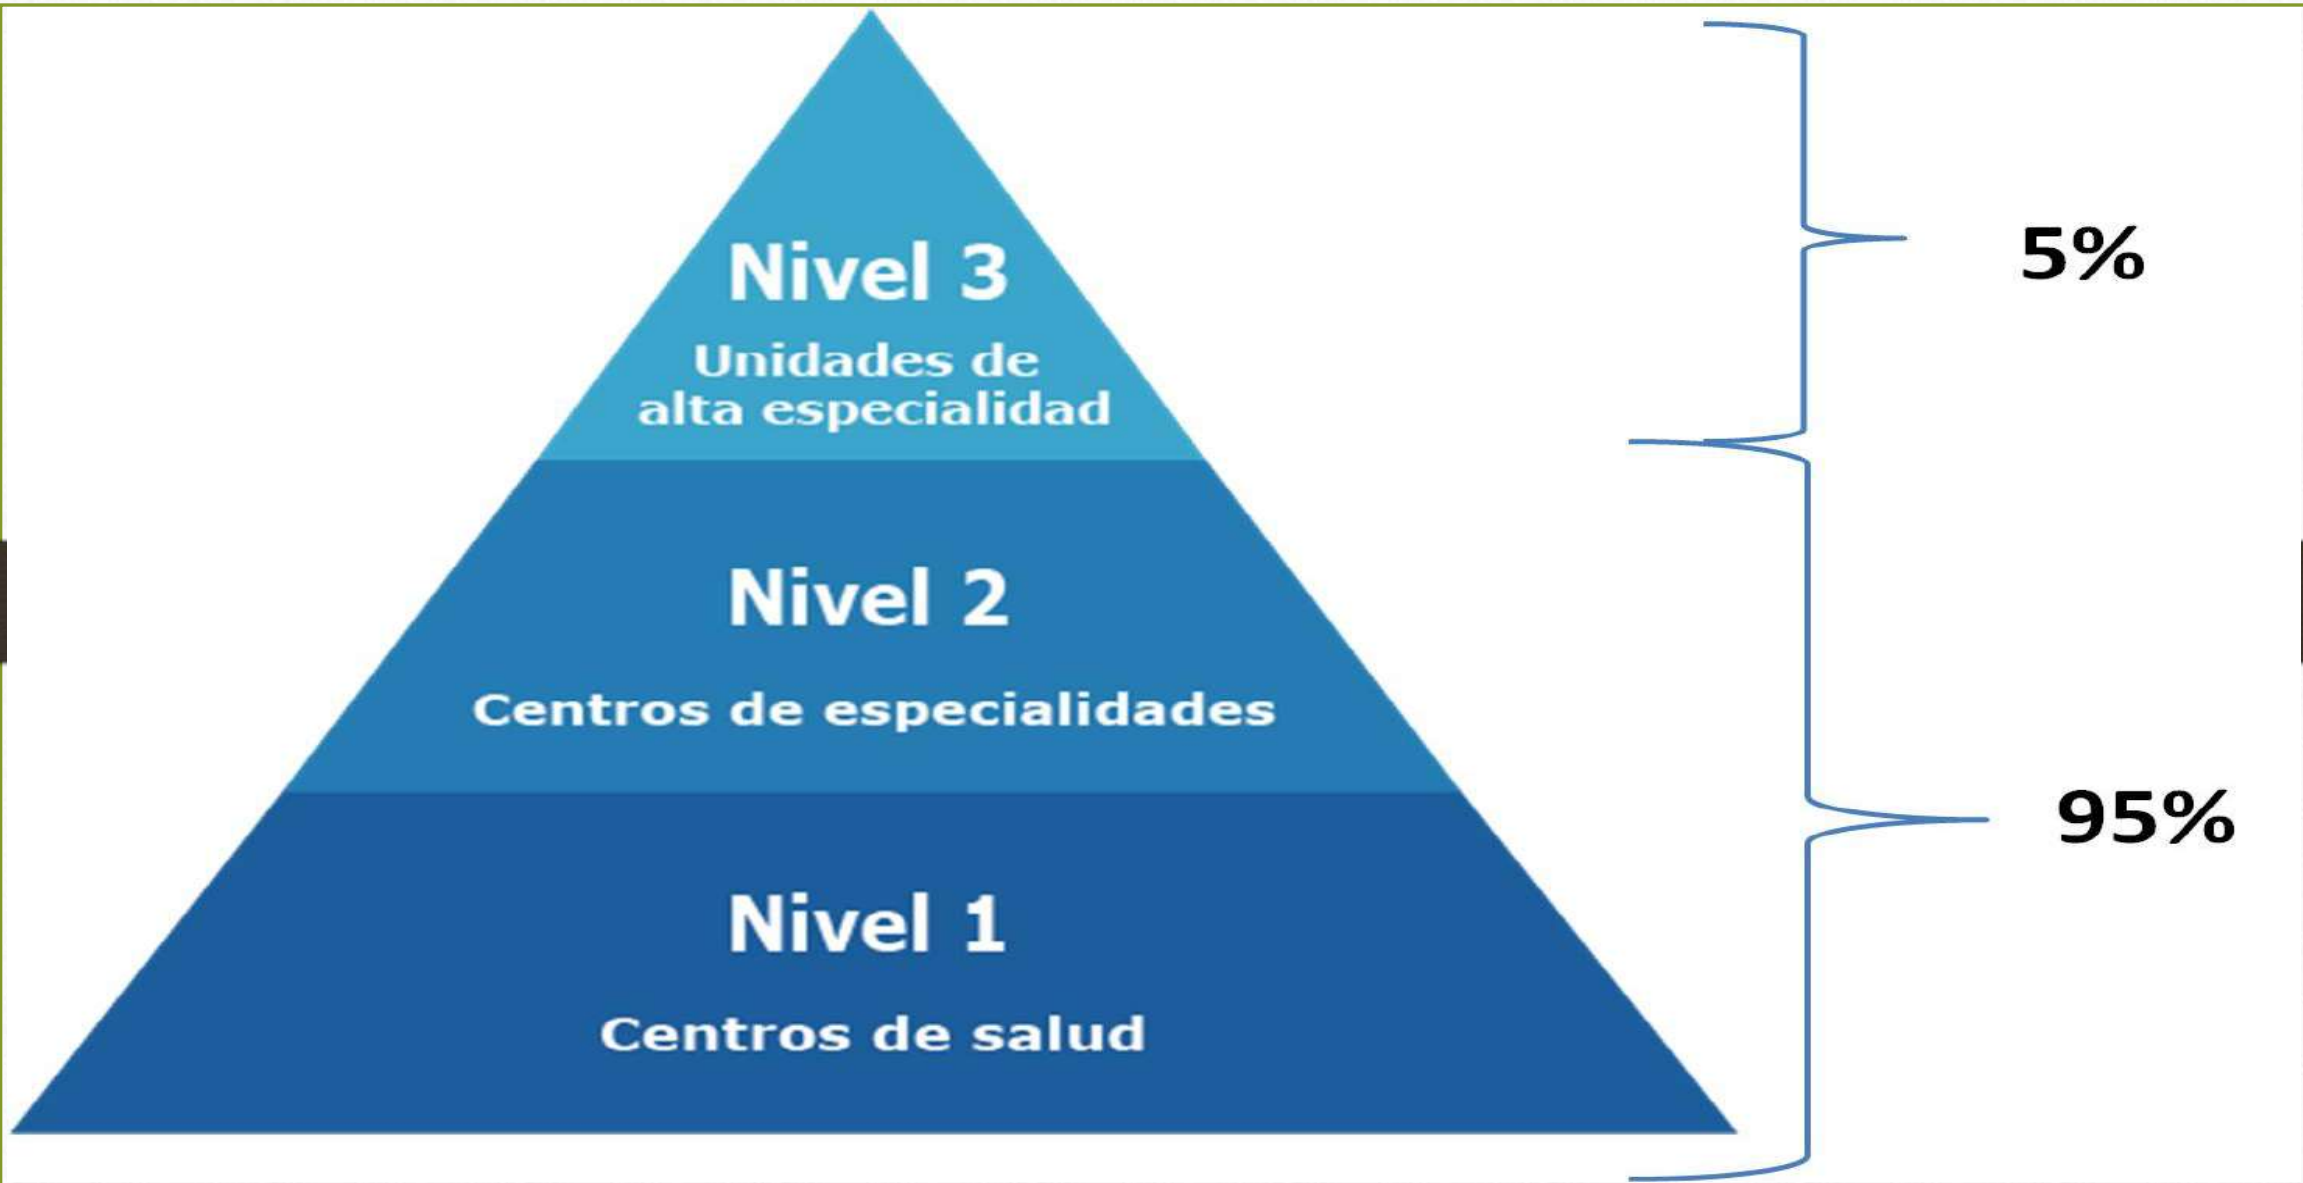 Nivel 3
Unidades de
alta especialidad
5%
Nivel 2
Centros de especialidades
95%
Nivel 1
Centros de salud